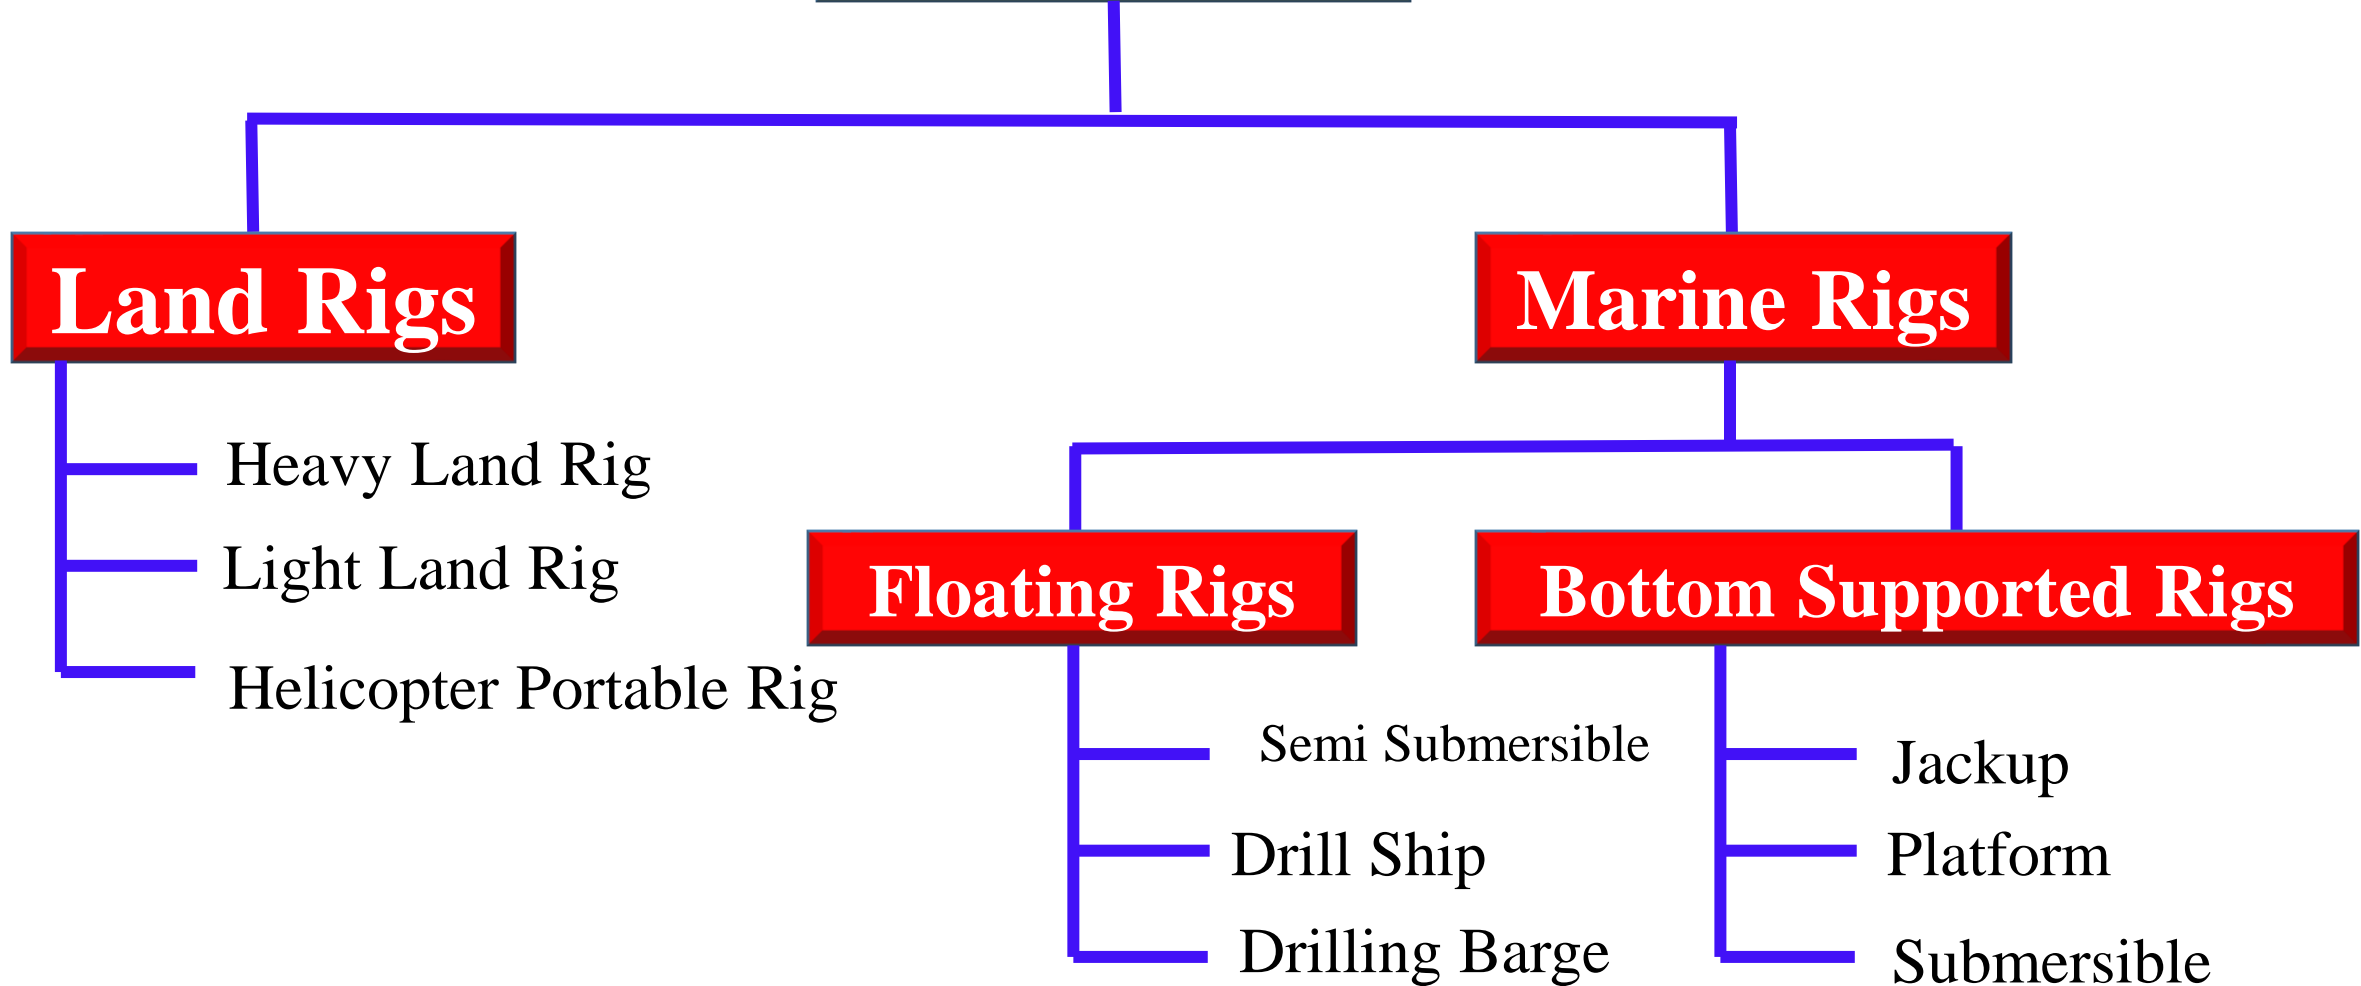 Land Rigs
Marine Rigs
Heavy Land Rig
Light Land Rig
Helicopter Portable Rig
Floating Rigs
Bottom Supported Rigs
Semi Submersible
Drill Ship
Drilling Barge
Jackup
Platform
Submersible